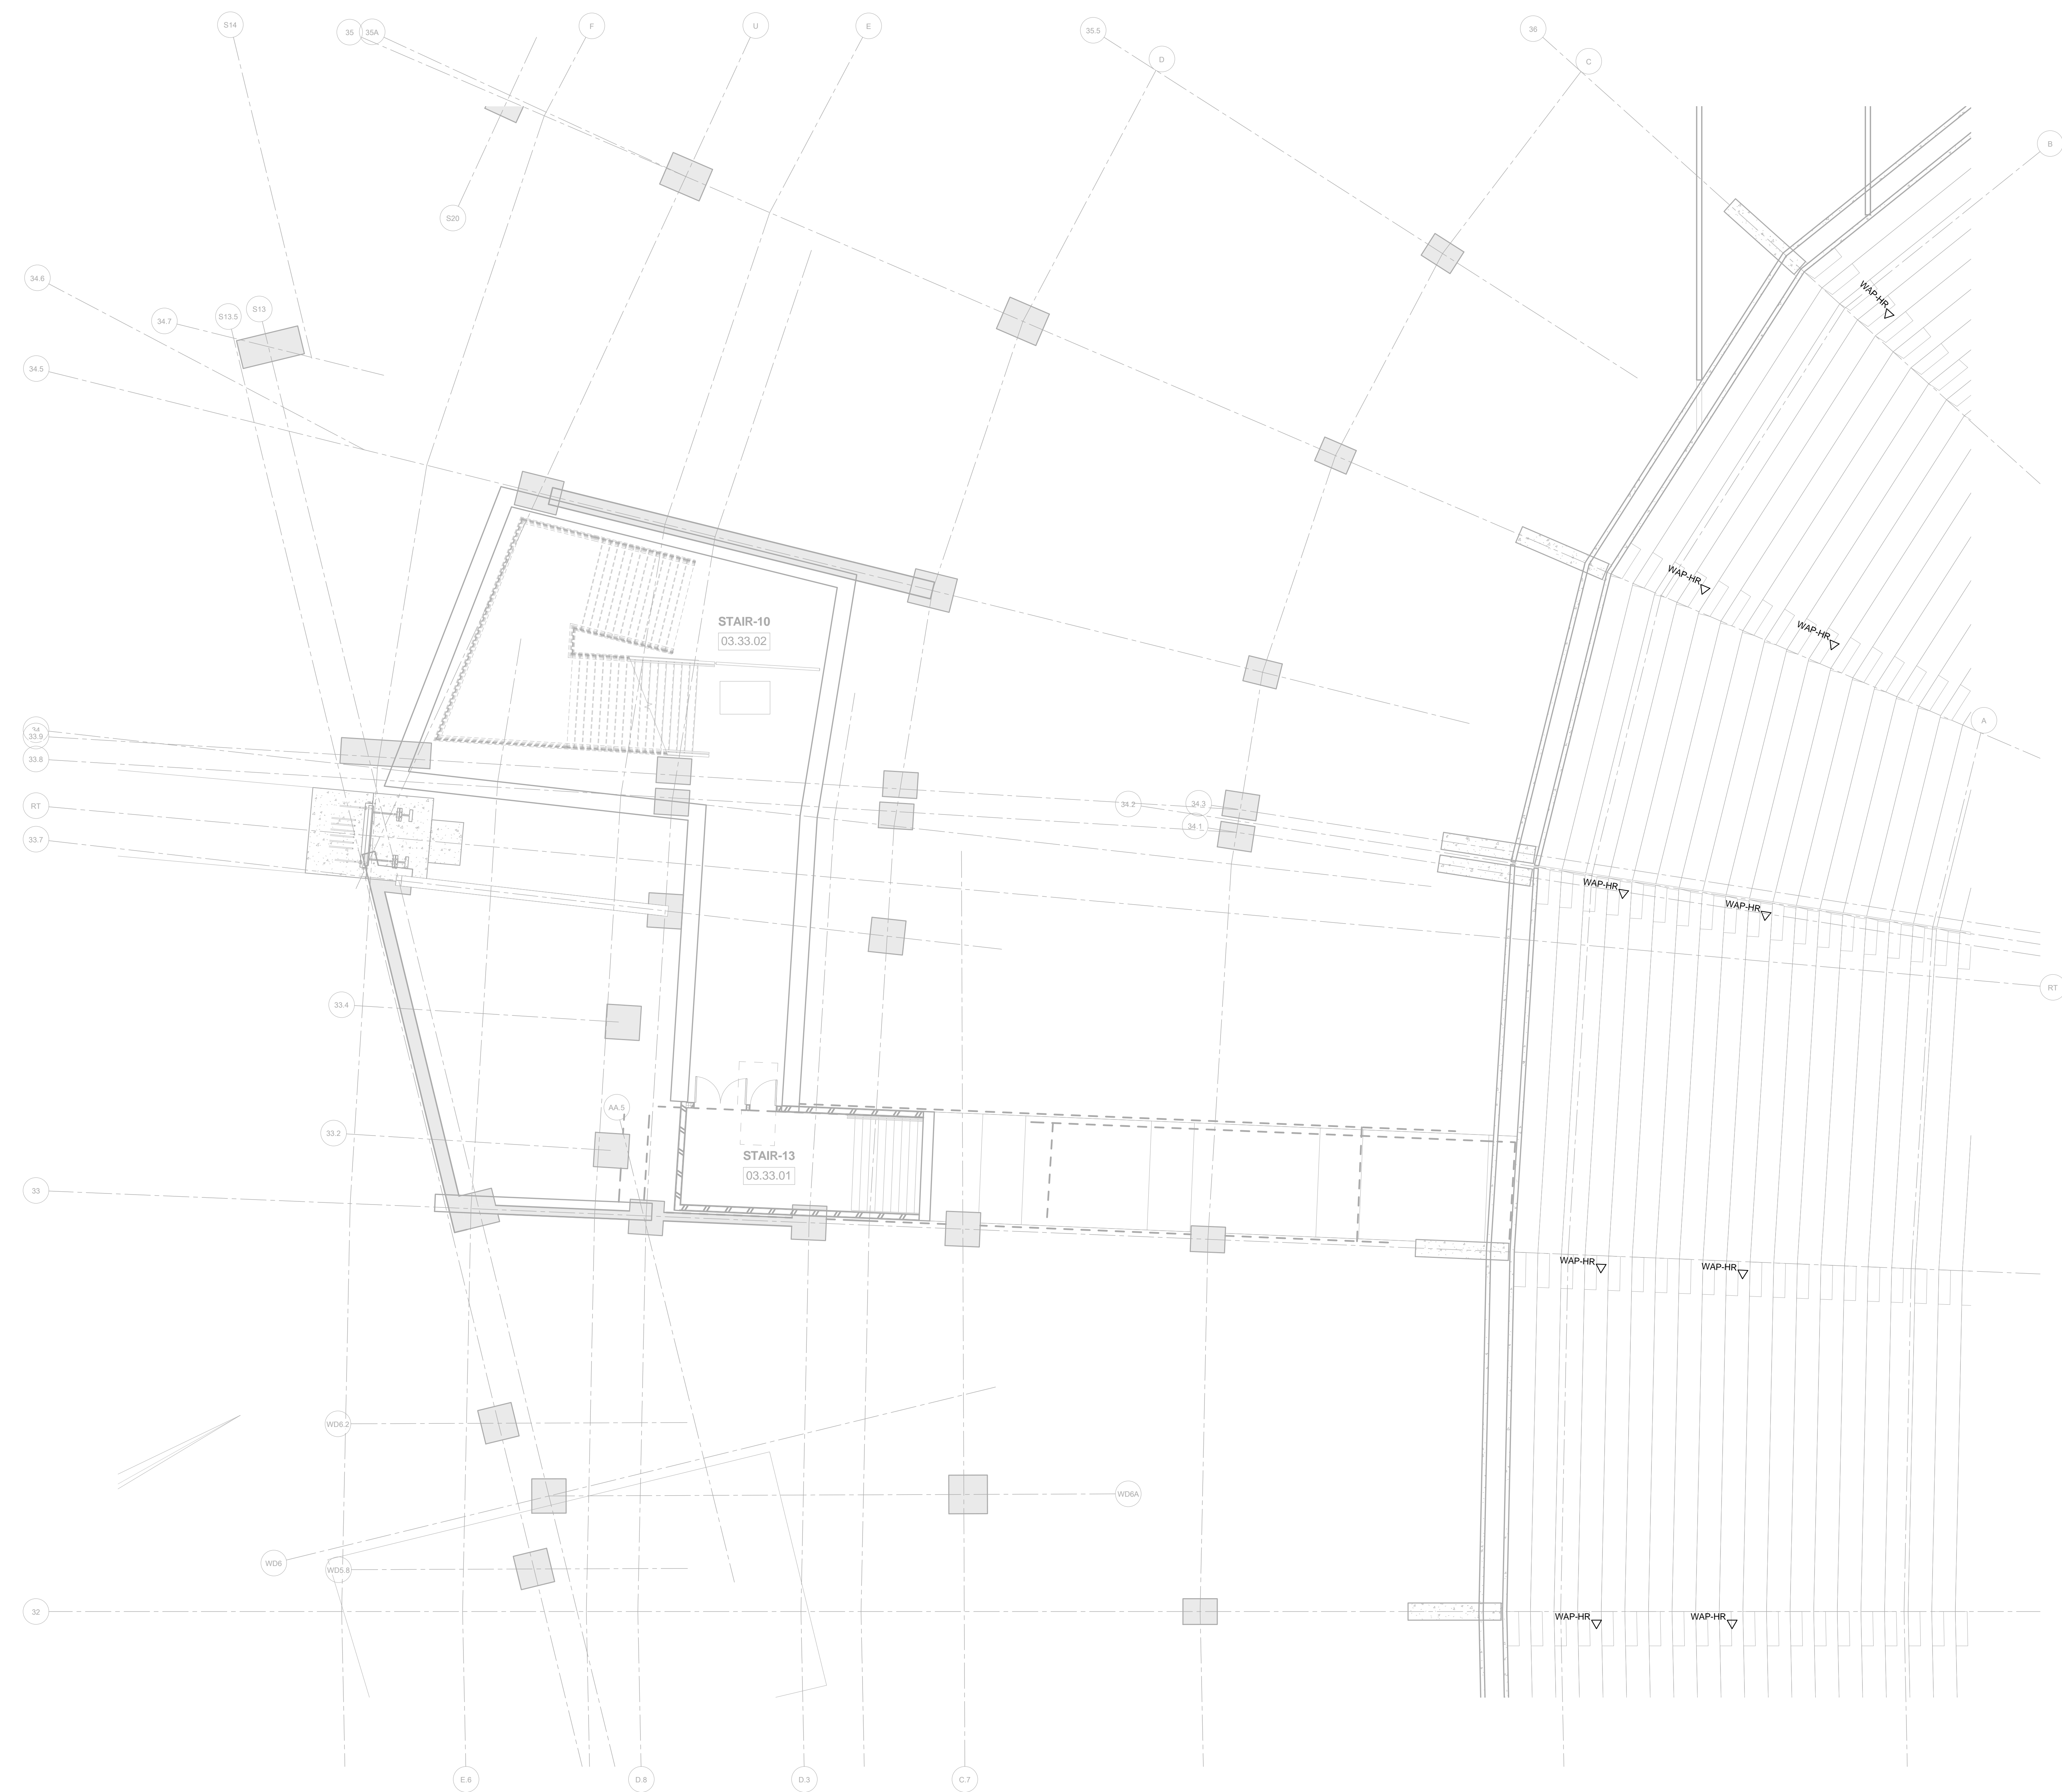 S14
35
35A
F
U
E
35.5
D
36
C
B
S20
34.6
34.7
S13.5
S13
34.5
WAP-HR
WAP-HR
WAP-HR
STAIR-10
03.33.02
A
34
33.9
33.8
RT
33.7
34.2
34.3
34.1
WAP-HR
WAP-HR
RT
33.4
AA.5
33.2
STAIR-13
03.33.01
33
WAP-HR
WAP-HR
WD6.2
WD6A
WD6
WD5.8
32
WAP-HR
WAP-HR
E.6
D.8
D.3
C.7